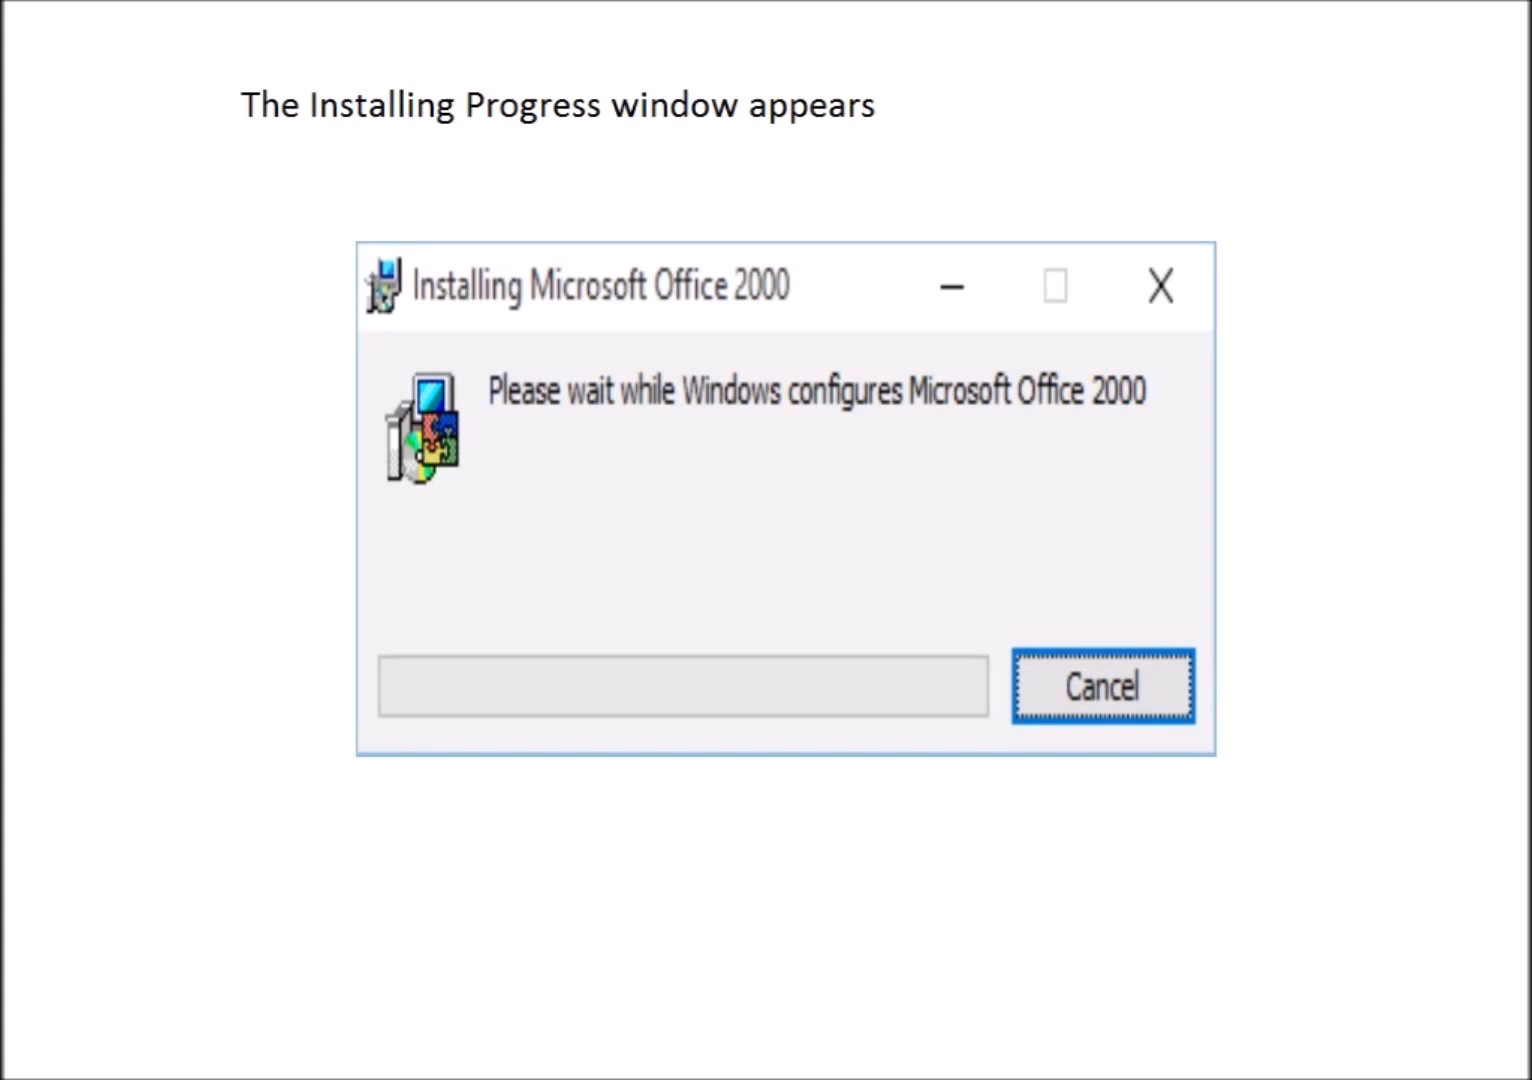 The Installing Progress window appears
Installing Microsoft Office 2000
Please wait while Windows configures Microsoft Office 2000
Cancel